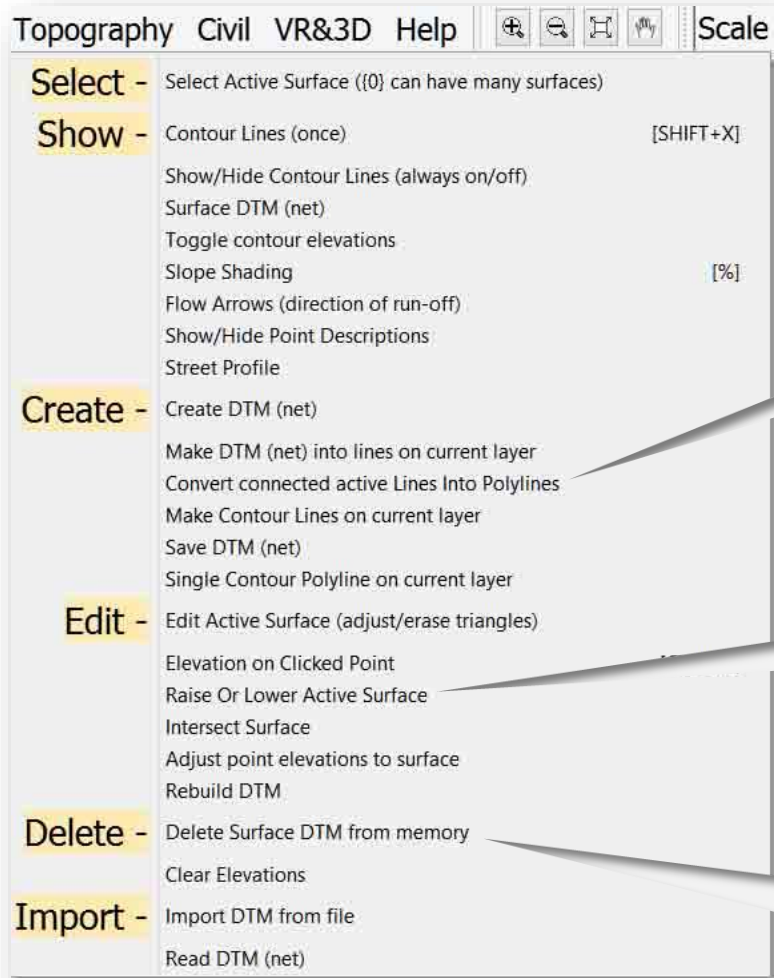 Topography Civil VR&3D Help Scale
Select - Select Active Surface ({0} can have many surfaces)
Show - Contour Lines (once) [SHIFT+X]
Show/Hide Contour Lines (always on/off)
Surface DTM (net)
Toggle contour elevations
Slope Shading [%]
Flow Arrows (direction of run-off)
Show/Hide Point Descriptions
Street Profile
Create - Create DTM (net)
Make DTM (net) into lines on current layer
Convert connected active Lines Into Polylines
Make Contour Lines on current layer
Save DTM (net)
Single Contour Polyline on current layer
Edit - Edit Active Surface (adjust/erase triangles)
Elevation on Clicked Point
Raise Or Lower Active Surface
Intersect Surface
Adjust point elevations to surface
Rebuild DTM
Delete - Delete Surface DTM from memory
Clear Elevations
Import - Import DTM from file
Read DTM (net)